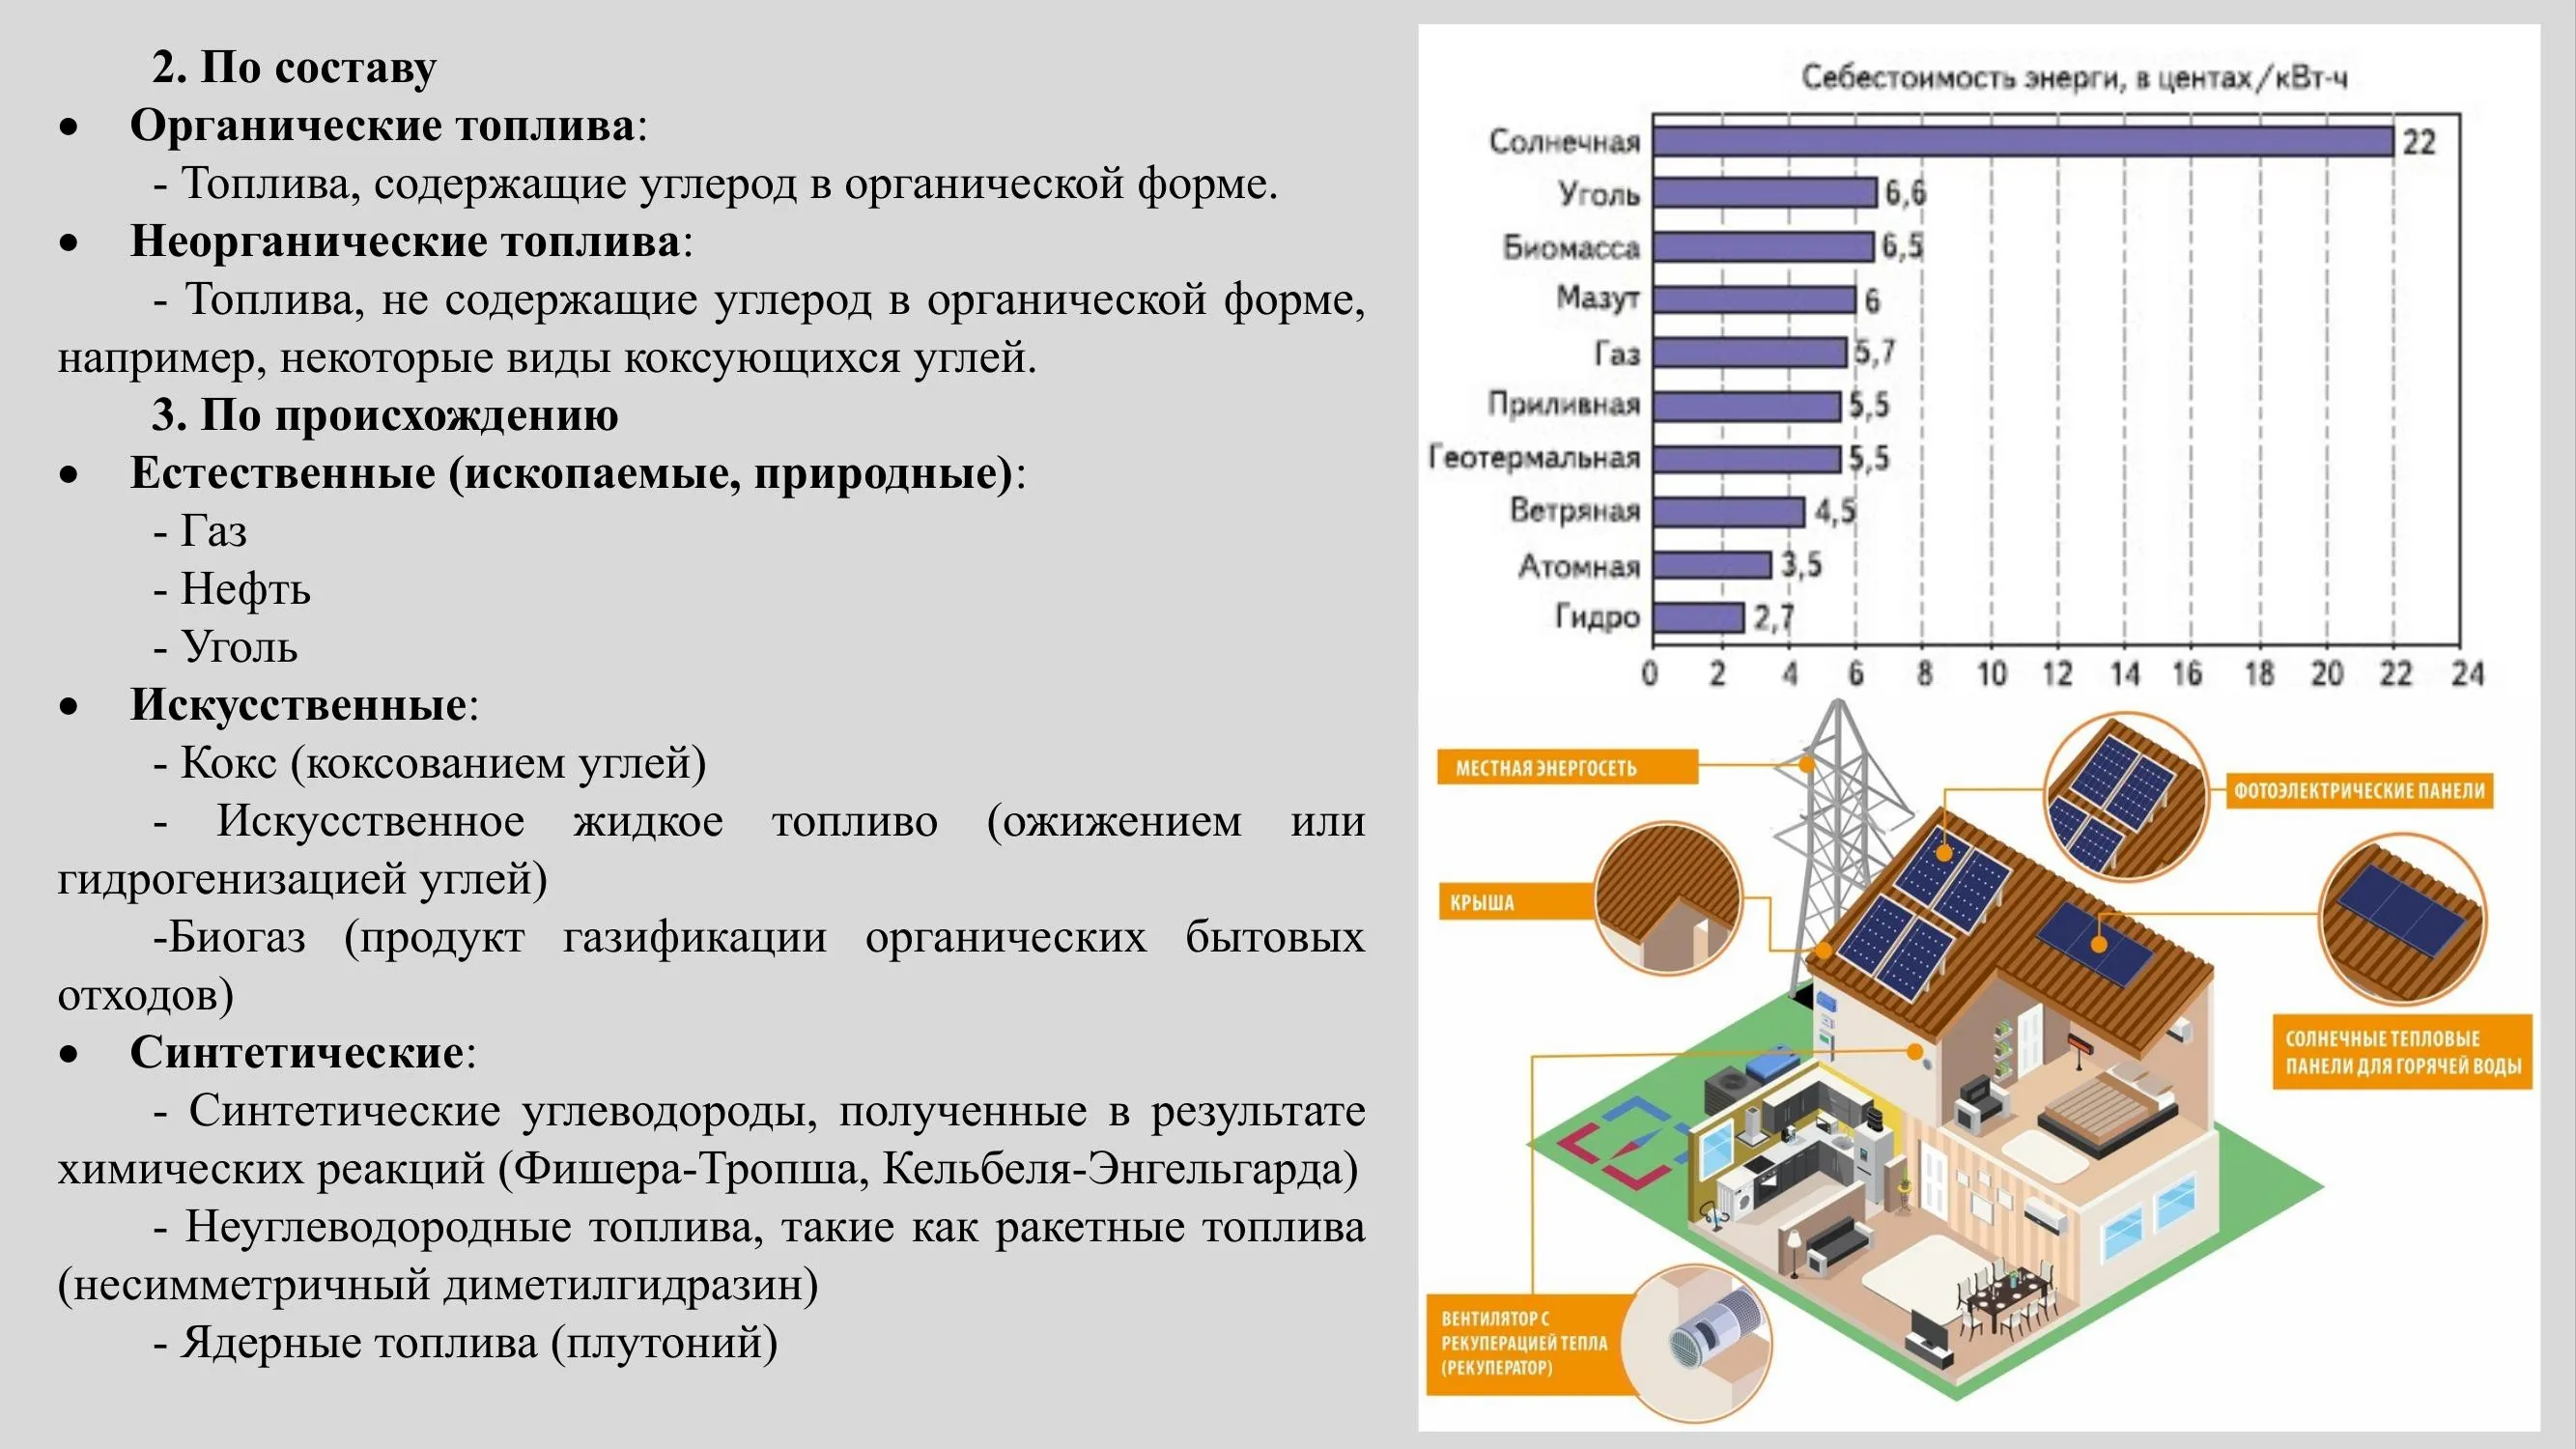 2. По составу
• Органические топлива:
- Топлива, содержащие углерод в органической форме.
• Неорганические топлива:
- Топлива, не содержащие углерод в органической форме,
например, некоторые виды коксующихся углей.
3. По происхождению
• Естественные (ископаемые, природные):
- Газ
- Нефть
- Уголь
• Искусственные:
- Кокс (коксованием углей)
- Искусственное жидкое топливо (ожижением или
гидрогенизацией углей)
-Биогаз (продукт газификации органических бытовых
отходов)
• Синтетические:
- Синтетические углеводороды, полученные в результате
химических реакций (Фишера-Тропша, Кельбеля-Энгельгарда)
- Неуглеводородные топлива, такие как ракетные топлива
(несимметричный диметилгидразин)
- Ядерные топлива (плутоний)
Себестоимость энерги, в центах/кВт-ч
Солнечная 22
Уголь 6,6
Биомасса 6,5
Мазут 6
Газ 5,7
Приливная 5,5
Геотермальная 5,5
Ветряная 4,5
Атомная 3,5
Гидро 2,7
0 2 4 6 8 10 12 14 16 18 20 22 24
МЕСТНАЯ ЭНЕРГОСЕТЬ
ФОТОЭЛЕКТРИЧЕСКИЕ ПАНЕЛИ
КРЫША
СОЛНЕЧНЫЕ ТЕПЛОВЫЕ
ПАНЕЛИ ДЛЯ ГОРЯЧЕЙ ВОДЫ
ВЕНТИЛЯТОР С
РЕКУПЕРАЦИЕЙ ТЕПЛА
(РЕКУПЕРАТОР)